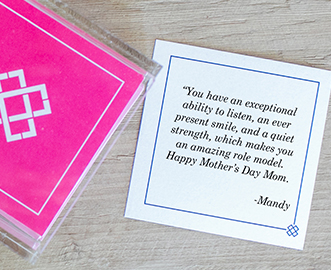 “You have an exceptional
ability to listen, an ever
present smile, and a quiet
strength, which makes you
an amazing role model.
Happy Mother's Day Mom.
-Mandy